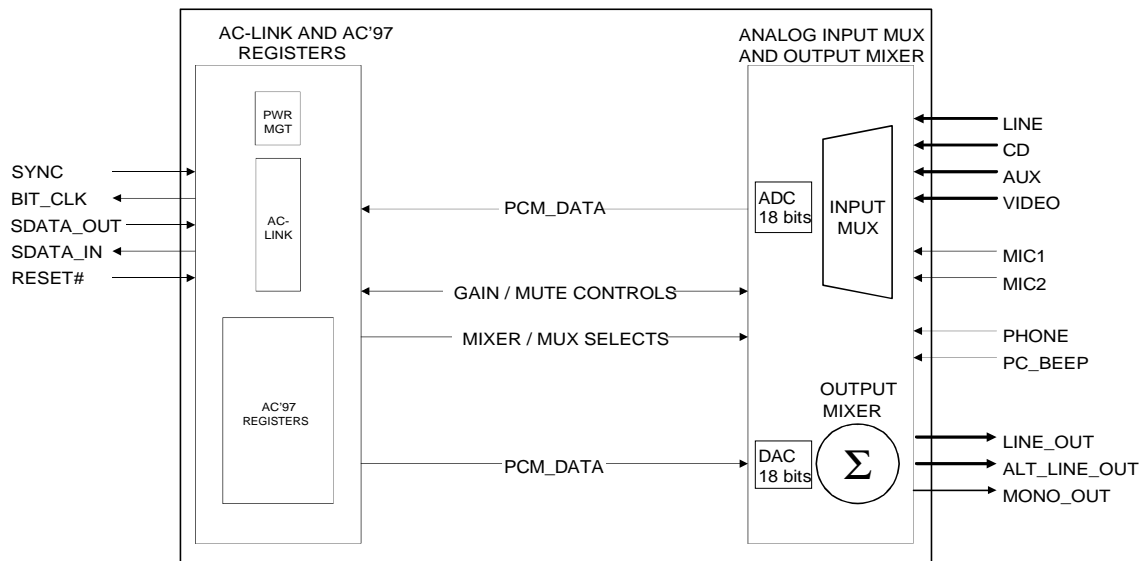 AC-LINK AND AC'97
REGISTERS
PWR
MGT
AC-
LINK
AC'97
REGISTERS
SYNC
BIT_CLK
SDATA_OUT
SDATA_IN
RESET#
PCM_DATA
GAIN / MUTE CONTROLS
MIXER / MUX SELECTS
PCM_DATA
ANALOG INPUT MUX
AND OUTPUT MIXER
ADC
18 bits
INPUT
MUX
OUTPUT
MIXER
DAC
18 bits
Σ
LINE
CD
AUX
VIDEO
MIC1
MIC2
PHONE
PC_BEEP
LINE_OUT
ALT_LINE_OUT
MONO_OUT